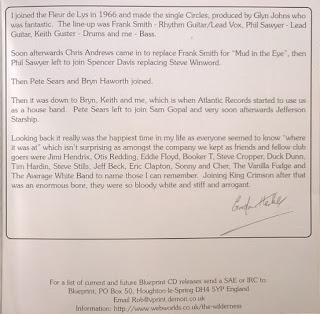 I joined the Fleur de Lys in 1966 and made the single Circles, produced by Glyn Johns who
was fantastic. The line-up was Frank Smith - Rhythm Guitar/Lead Vox, Phil Sawyer - Lead
Guitar, Keith Guster - Drums and me - Bass.
Soon afterwards Chris Andrews came in to replace Frank Smith for "Mud In the Eye", then
Phil Sawyer left to join Spencer Davis replacing Steve Winword.
Then Pete Sears and Bryn Haworth joined.
Then it was down to Bryn, Keith and me, which is when Atlantic Records started to use us
as a house band. Pete Sears left to join Sam Gopal and very soon afterwards Jefferson
Starship.
Looking back it really was the happiest time in my life as everyone seemed to know "where
it was at" which isn't surprising as amongst the company we kept as friends and fellow club
goers were Jimi Hendrix, Otis Redding, Eddie Floyd, Booker T, Steve Cropper, Duck Dunn,
Tim Hardin, Steve Stills, Jeff Beck, Eric Clapton, Sonny and Cher, The Vanilla Fudge and
The Average White Band to name those I can remember. Joining King Crimson after that
was an enormous bore, they were so bloody white and stiff and arrogant.
For a list of current and future Blueprint CD releases send a SAE or IRC to:
Blueprint, PO Box 50, Houghton-le-Spring DH4 5YP England
Email Rob@vprint.demon.co.uk
Information: http://www.webworlds.co.uk/the-wilderness